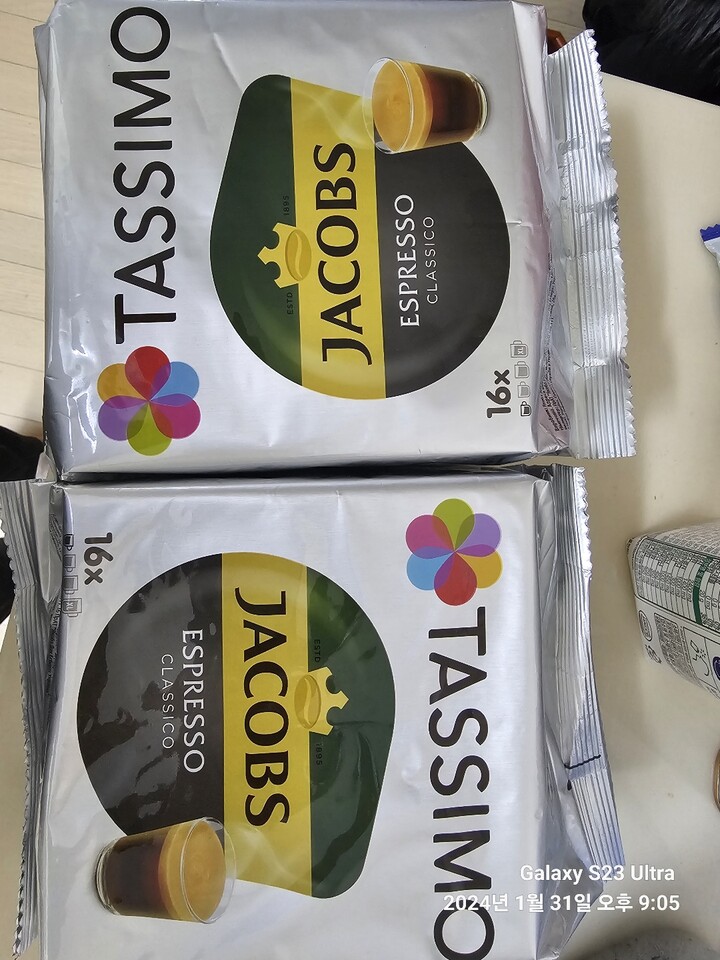 TASSIMO
ESTD 1895
JACOBS
ESPRESSO
CLASSICO
16x
TASSIMO
ESTD 1895
JACOBS
ESPRESSO
CLASSICO
16x
Galaxy S23 Ultra
2024년 1월 31일 오후 9:05